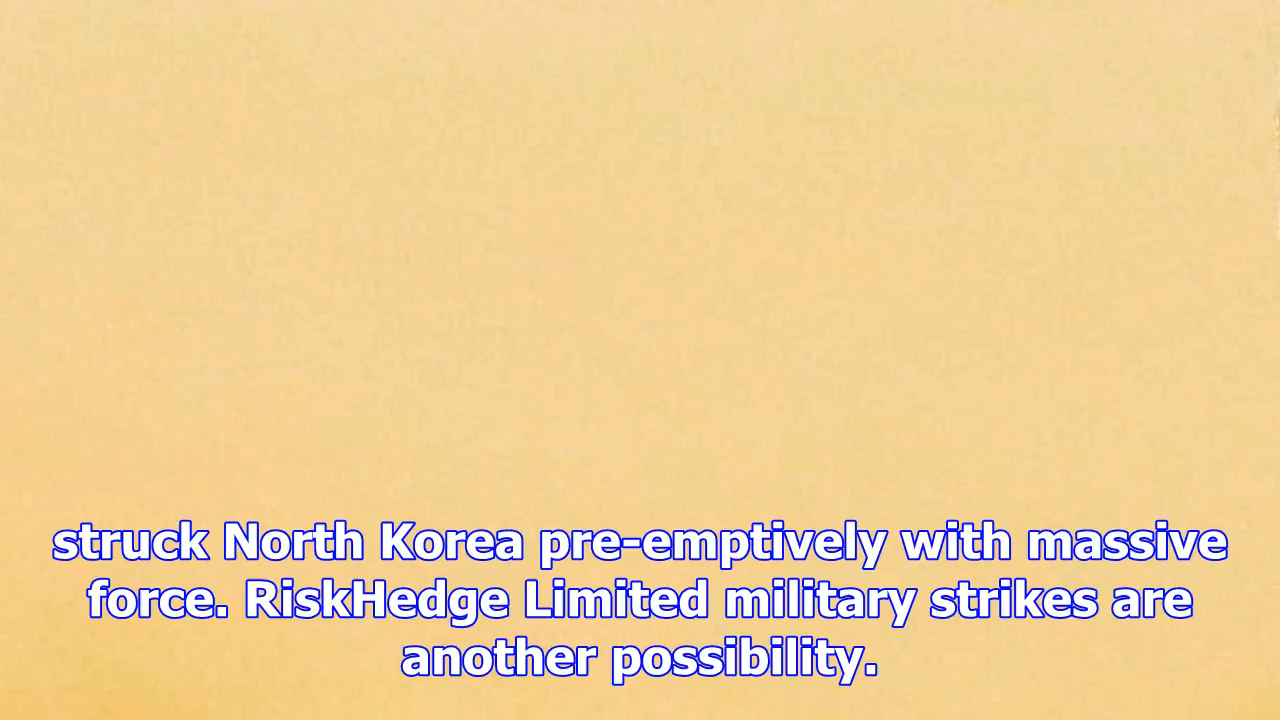 struck North Korea pre-emptively with massive
force. RiskHedge Limited military strikes are
another possibility.